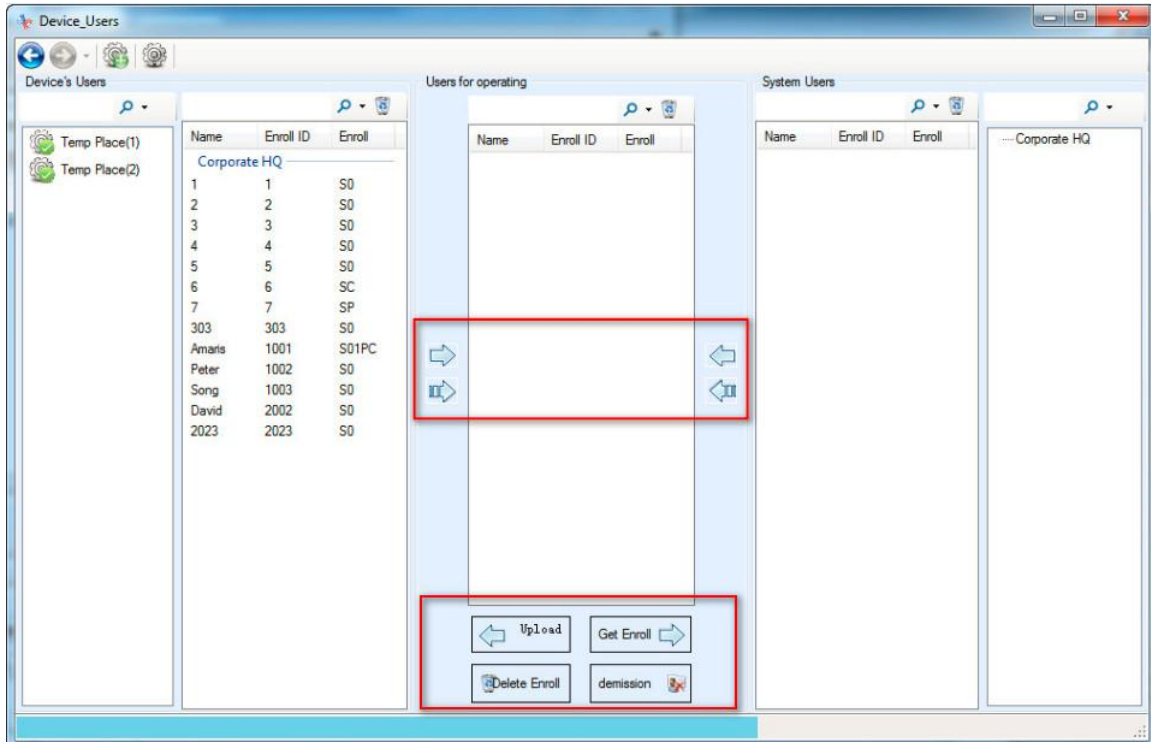 Device_Users
Device's Users
Users for operating
System Users
Temp Place(1)
Temp Place(2)
Name Enroll ID Enroll
Corporate HQ
1 1 S0
2 2 S0
3 3 S0
4 4 S0
5 5 S0
6 6 SC
7 7 SP
303 303 S0
Amaris 1001 S01PC
Peter 1002 S0
Song 1003 S0
David 2002 S0
2023 2023 S0
Name Enroll ID Enroll
Upload
Get Enroll
Delete Enroll
demission
Name Enroll ID Enroll
Corporate HQ